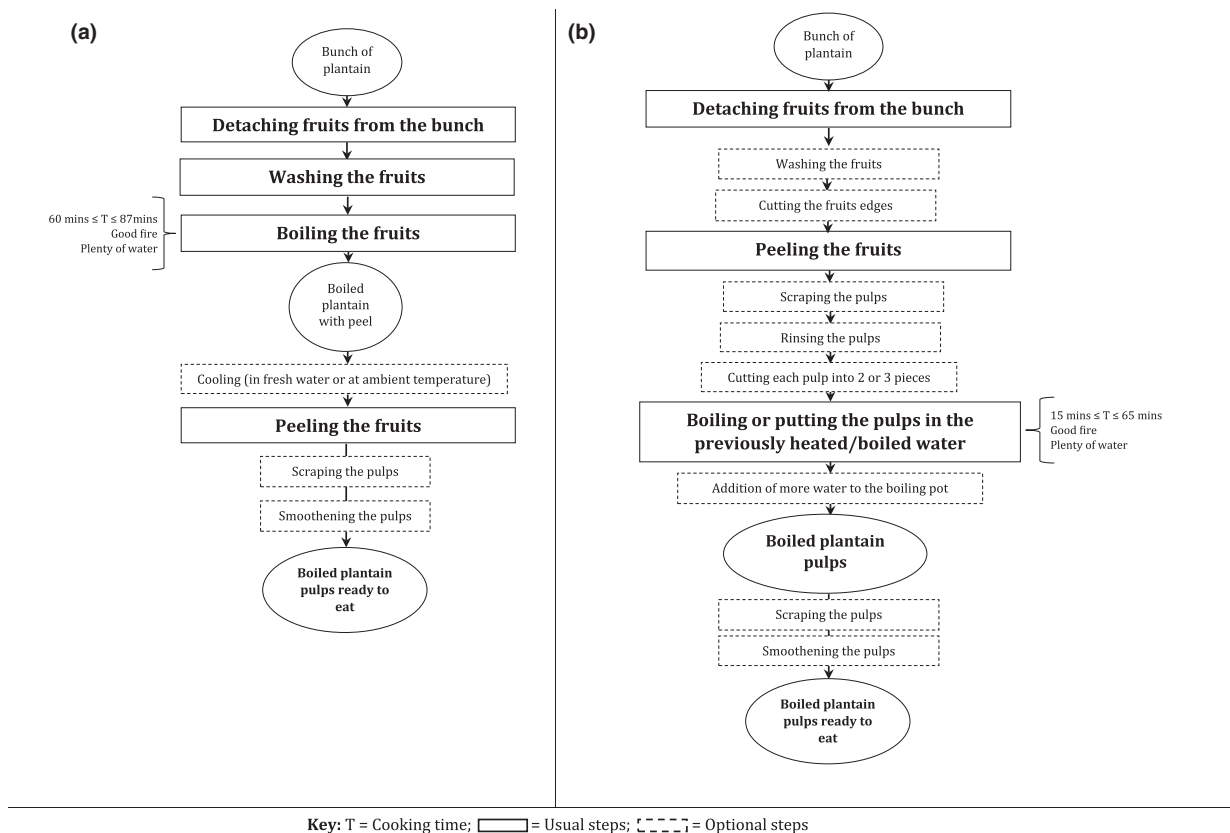 (a)
Bunch of
plantain
Detaching fruits from the bunch
Washing the fruits
60 mins ≤ T ≤ 87mins
Good fire
Plenty of water
Boiling the fruits
Boiled
plantain
with peel
Cooling (in fresh water or at ambient temperature)
Peeling the fruits
Scraping the pulps
Smoothening the pulps
Boiled plantain
pulps ready to
eat
(b)
Bunch of
plantain
Detaching fruits from the bunch
Washing the fruits
Cutting the fruits edges
Peeling the fruits
Scraping the pulps
Rinsing the pulps
Cutting each pulp into 2 or 3 pieces
Boiling or putting the pulps in the
previously heated/boiled water
15 mins ≤ T ≤ 65 mins
Good fire
Plenty of water
Addition of more water to the boiling pot
Boiled plantain
pulps
Scraping the pulps
Smoothening the pulps
Boiled plantain
pulps ready to
eat
Key: T = Cooking time; = Usual steps; = Optional steps